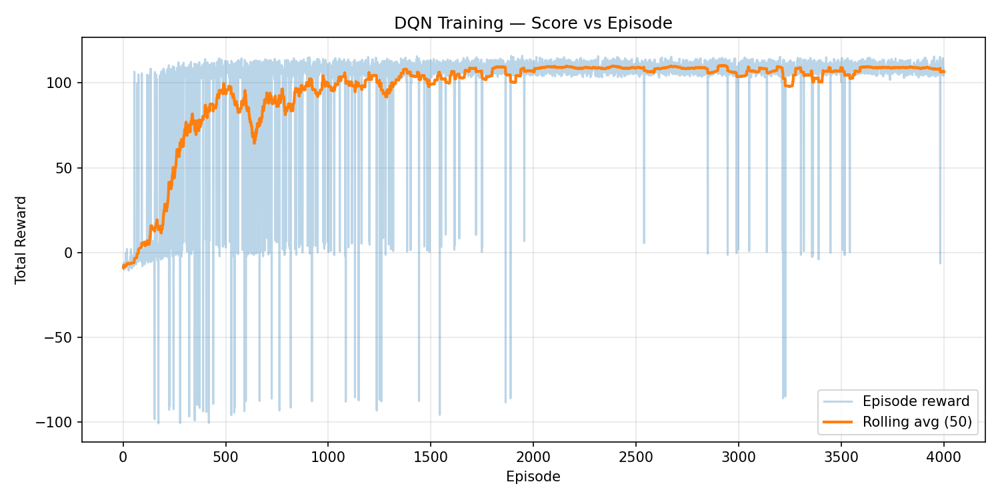 DQN Training — Score vs Episode
Total Reward
100
50
0
−50
−100
0
500
1000
1500
2000
2500
3000
3500
4000
Episode
Episode reward
Rolling avg (50)